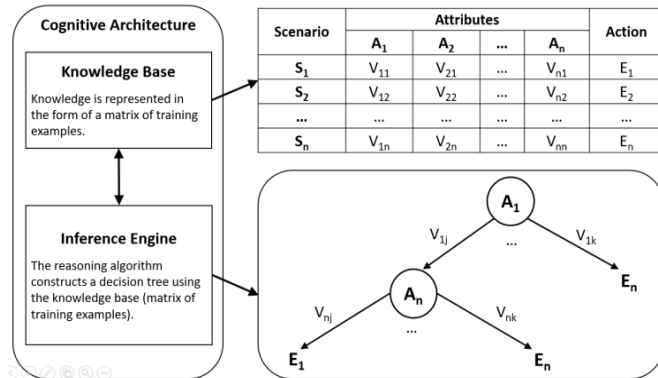 Cognitive Architecture
Knowledge Base
Knowledge is represented in
the form of a matrix of training
examples.
Inference Engine
The reasoning algorithm
constructs a decision tree using
the knowledge base (matrix of
training examples).
Scenario Attributes Action
A1 A2 ... An
S1 V11 V21 ... Vn1 E1
S2 V12 V22 ... Vn2 E2
... ... ... ... ... ...
Sn V1n V2n ... Vnn En
A1
V1j ... V1k
An En
Vnj ... Vnk
E1 En